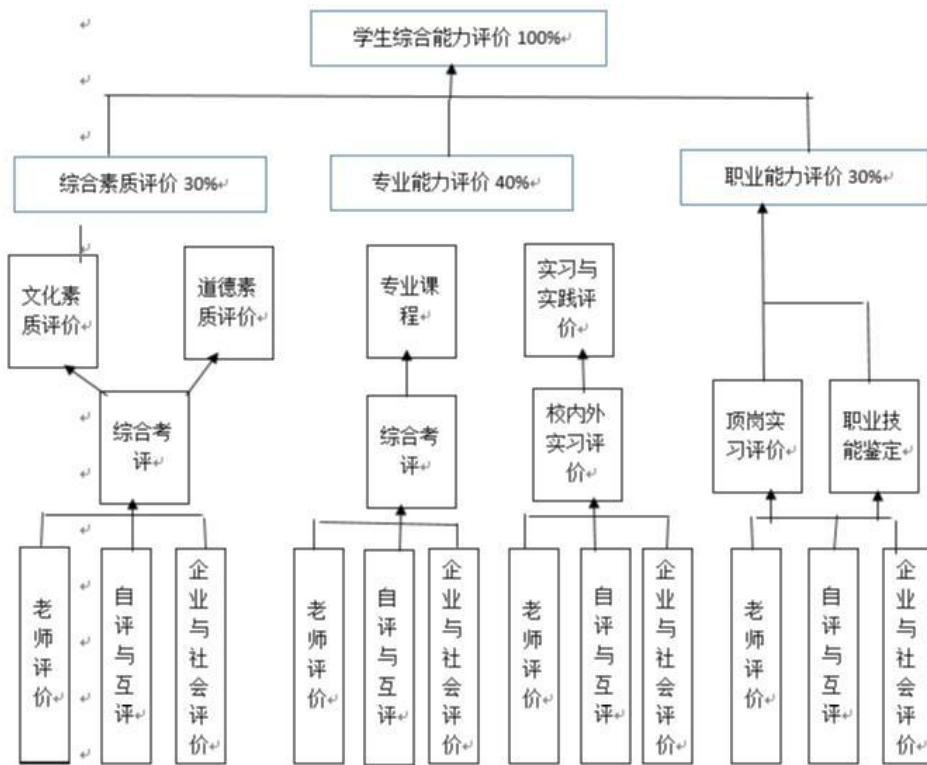 学生综合能力评价 100%
综合素质评价 30%
专业能力评价 40%
职业能力评价 30%
文化素
质评价
道德素
质评价
专业课
程
实习与
实践评
价
综合考
评
综合考
评
校内外
实习评
价
顶岗实
习评价
职业技
能鉴定
老师评价
自评与互评
企业与社会评价
老师评价
自评与互评
企业与社会评价
老师评价
自评与互评
企业与社会评价
老师评价
自评与互评
企业与社会评价